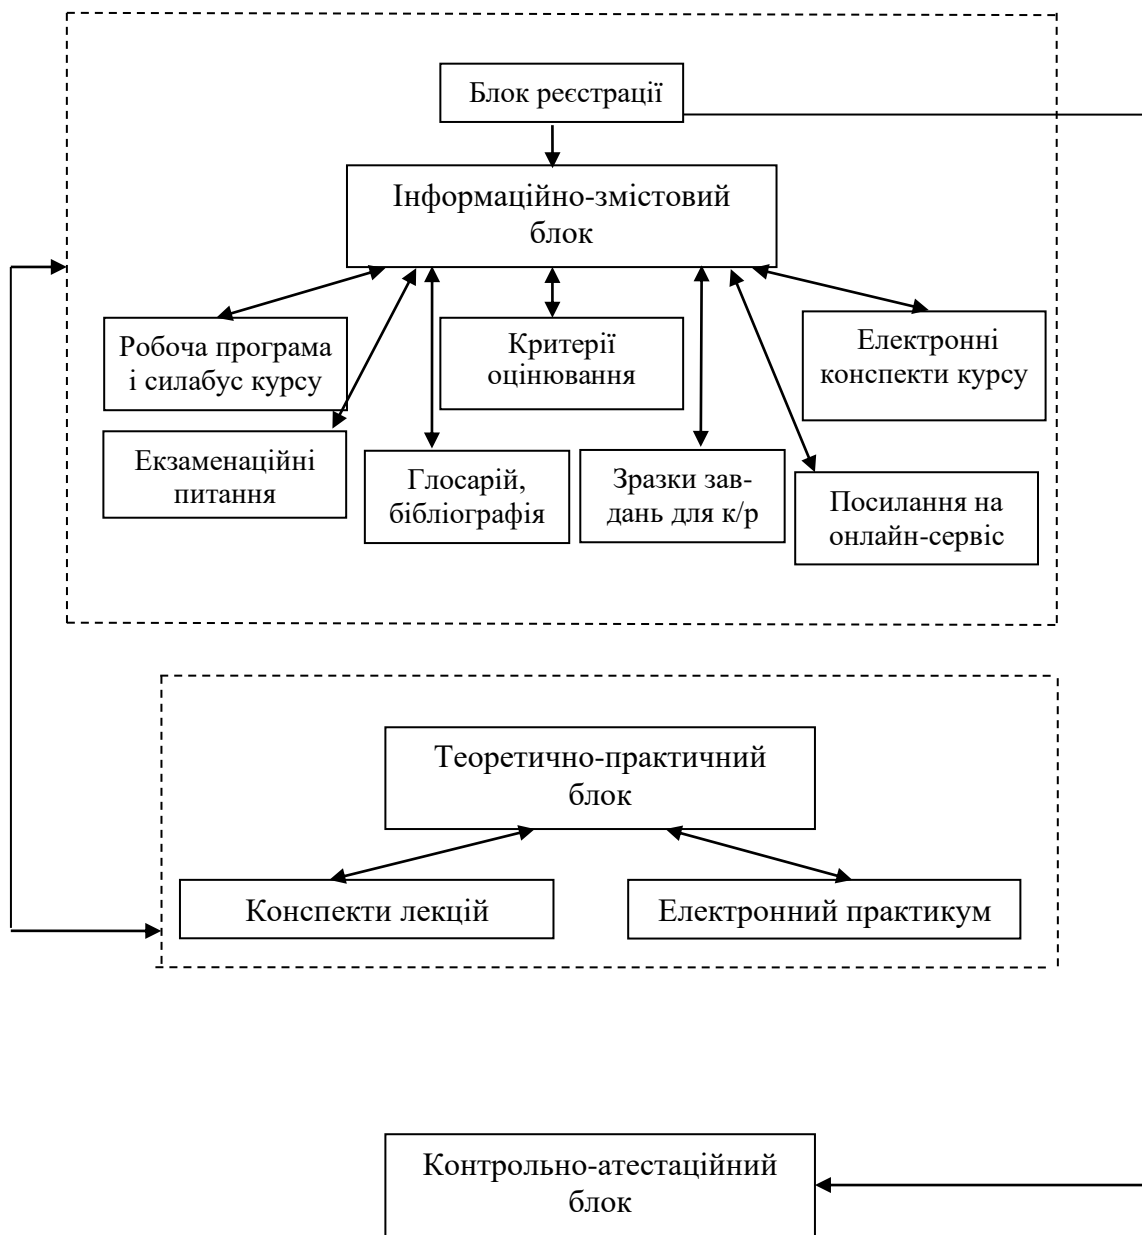 Блок реєстрації
Інформаційно-змістовий
блок
Робоча програма
і силабус курсу
Критерії
оцінювання
Електронні
конспекти курсу
Екзаменаційні
питання
Глосарій,
бібліографія
Зразки зав-
дань для к/р
Посилання на
онлайн-сервіс
Теоретично-практичний
блок
Конспекти лекцій
Електронний практикум
Контрольно-атестаційний
блок